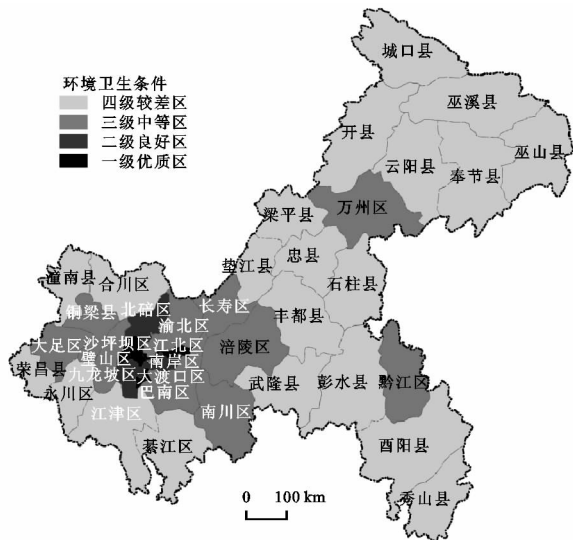 城口县
环境卫生条件
四级较差区
三级中等区
二级良好区
一级优质区
巫溪县
开县
云阳县
奉节县
巫山县
万州区
梁平县
忠县
垫江县
石柱县
潼南县
合川区
铜梁县
北碚区
渝北区
长寿区
丰都县
大足区
沙坪坝区
江北区
涪陵区
璧山区
南岸区
荣昌县
九龙坡区
大渡口区
武隆县
彭水县
黔江区
永川区
巴南区
江津区
南川区
綦江区
酉阳县
秀山县
0 100 km